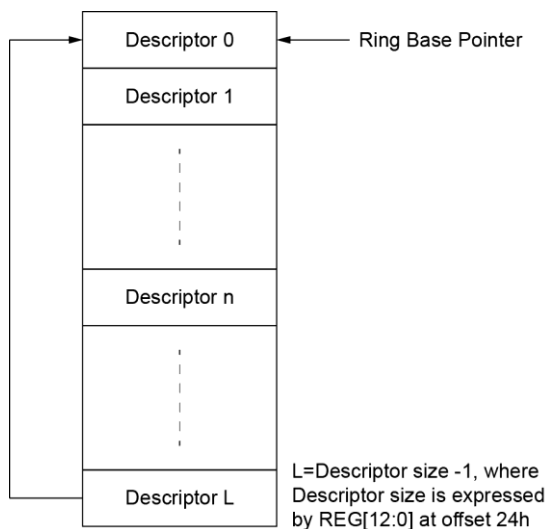 Descriptor 0
Ring Base Pointer
Descriptor 1
Descriptor n
Descriptor L
L=Descriptor size -1, where
Descriptor size is expressed
by REG[12:0] at offset 24h